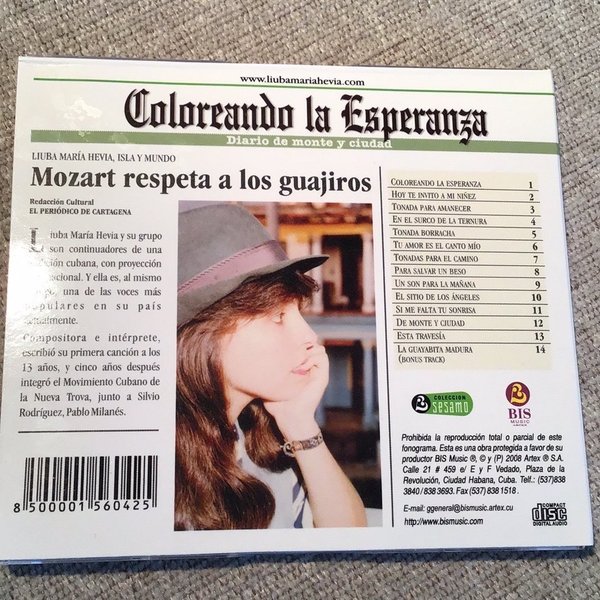 www.liubamariahevia.com
Coloreando la Esperanza
Diario de monte y ciudad
LIUBA MARÍA HEVIA, ISLA Y MUNDO
Mozart respeta a los guajiros
Redacción Cultural
EL PERIÓDICO DE CARTAGENA
Liuba María Hevia y su grupo
son continuadores de una
cubana, con proyección
Y ella es, al mismo
una de las voces más
populares en su país
actualmente.
Compositora e intérprete,
escribió su primera canción a los
13 años, y cinco años después
integró el Movimiento Cubano de
la Nueva Trova, junto a Silvio
Rodríguez, Pablo Milanés.
8 500001 560425
COLOREANDO LA ESPERANZA 1
HOY TE INVITO A MI NIÑEZ 2
TONADA PARA AMANECER 3
EN EL SURCO DE LA TERNURA 4
TONADA BORRACHA 5
TU AMOR ES EL CANTO MÍO 6
TONADAS PARA EL CAMINO 7
PARA SALVAR UN BESO 8
UN SON PARA LA MAÑANA 9
EL SITIO DE LOS ÁNGELES 10
SI ME FALTA TU SONRISA 11
DE MONTE Y CIUDAD 12
ESTA TRAVESÍA 13
LA GUAYABITA MADURA 14
(BONUS TRACK)
COLECCION
sesamo
BIS
MUSIC
Prohibida la reproducción total o parcial de este
fonograma. Esta es una obra protegida a favor de su
productor BIS Music ®, © y (P) 2008 Artex ® S.A.
Calle 21 # 459 e/ E y F Vedado, Plaza de la
Revolución, Ciudad Habana, Cuba. Telf.: (537)838
3840 / 838 3693. Fax (537) 838 1518 .
E-mail: ggeneral@bismusic.artex.cu
http://www.bismusic.com
COMPACT
disc
DIGITAL AUDIO